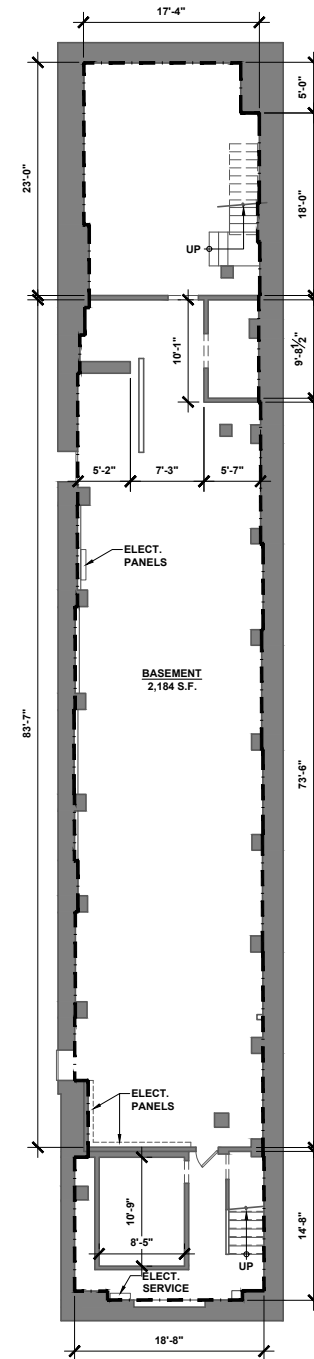 17'-4"
5'-0"
23'-0"
18'-0"
UP
10'-1"
9'-8½"
5'-2"
7'-3"
5'-7"
ELECT.
PANELS
BASEMENT
2,184 S.F.
83'-7"
73'-6"
ELECT.
PANELS
10'-9"
14'-8"
8'-5"
UP
ELECT.
SERVICE
18'-8"